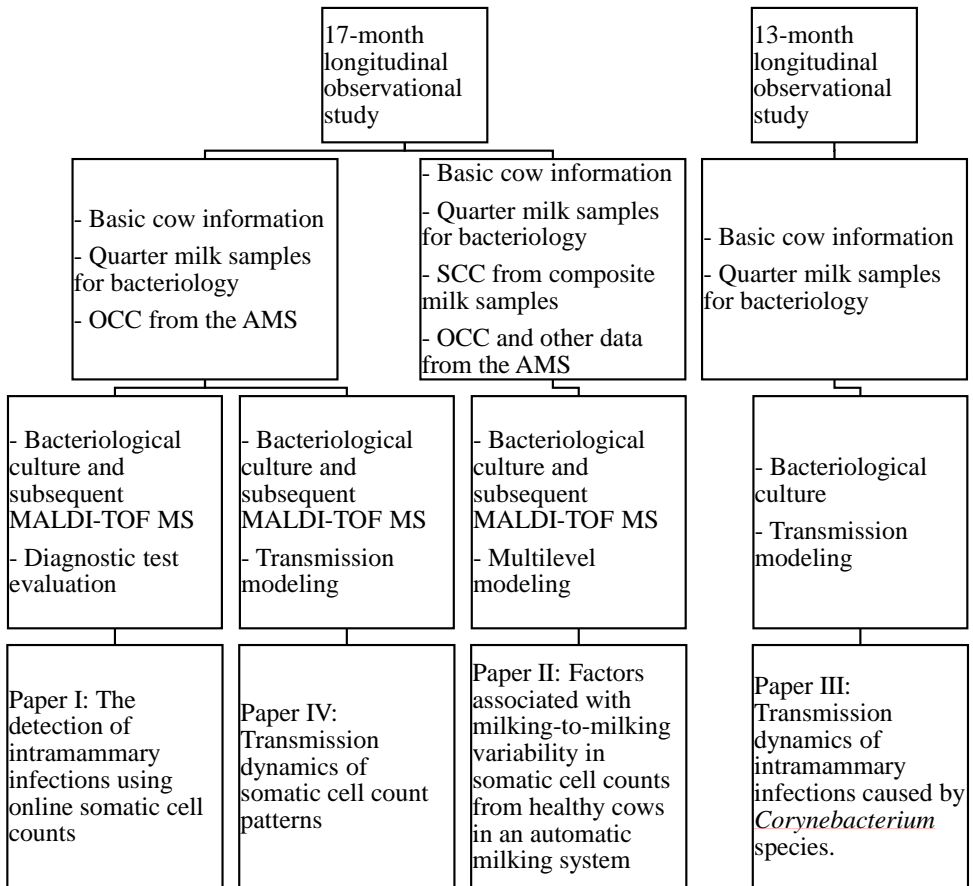 17-month
longitudinal
observational
study
13-month
longitudinal
observational
study
- Basic cow information
- Quarter milk samples
for bacteriology
- OCC from the AMS
- Basic cow information
- Quarter milk samples
for bacteriology
- SCC from composite
milk samples
- OCC and other data
from the AMS
- Basic cow information
- Quarter milk samples
for bacteriology
- Bacteriological
culture and
subsequent
MALDI-TOF MS
- Diagnostic test
evaluation
- Bacteriological
culture and
subsequent
MALDI-TOF MS
- Transmission
modeling
- Bacteriological
culture and
subsequent
MALDI-TOF MS
- Multilevel
modeling
- Bacteriological
culture
- Transmission
modeling
Paper I: The
detection of
intramammary
infections using
online somatic cell
counts
Paper IV:
Transmission
dynamics of
somatic cell count
patterns
Paper II: Factors
associated with
milking-to-milking
variability in
somatic cell counts
from healthy cows
in an automatic
milking system
Paper III:
Transmission
dynamics of
intramammary
infections caused by
Corynebacterium
species.